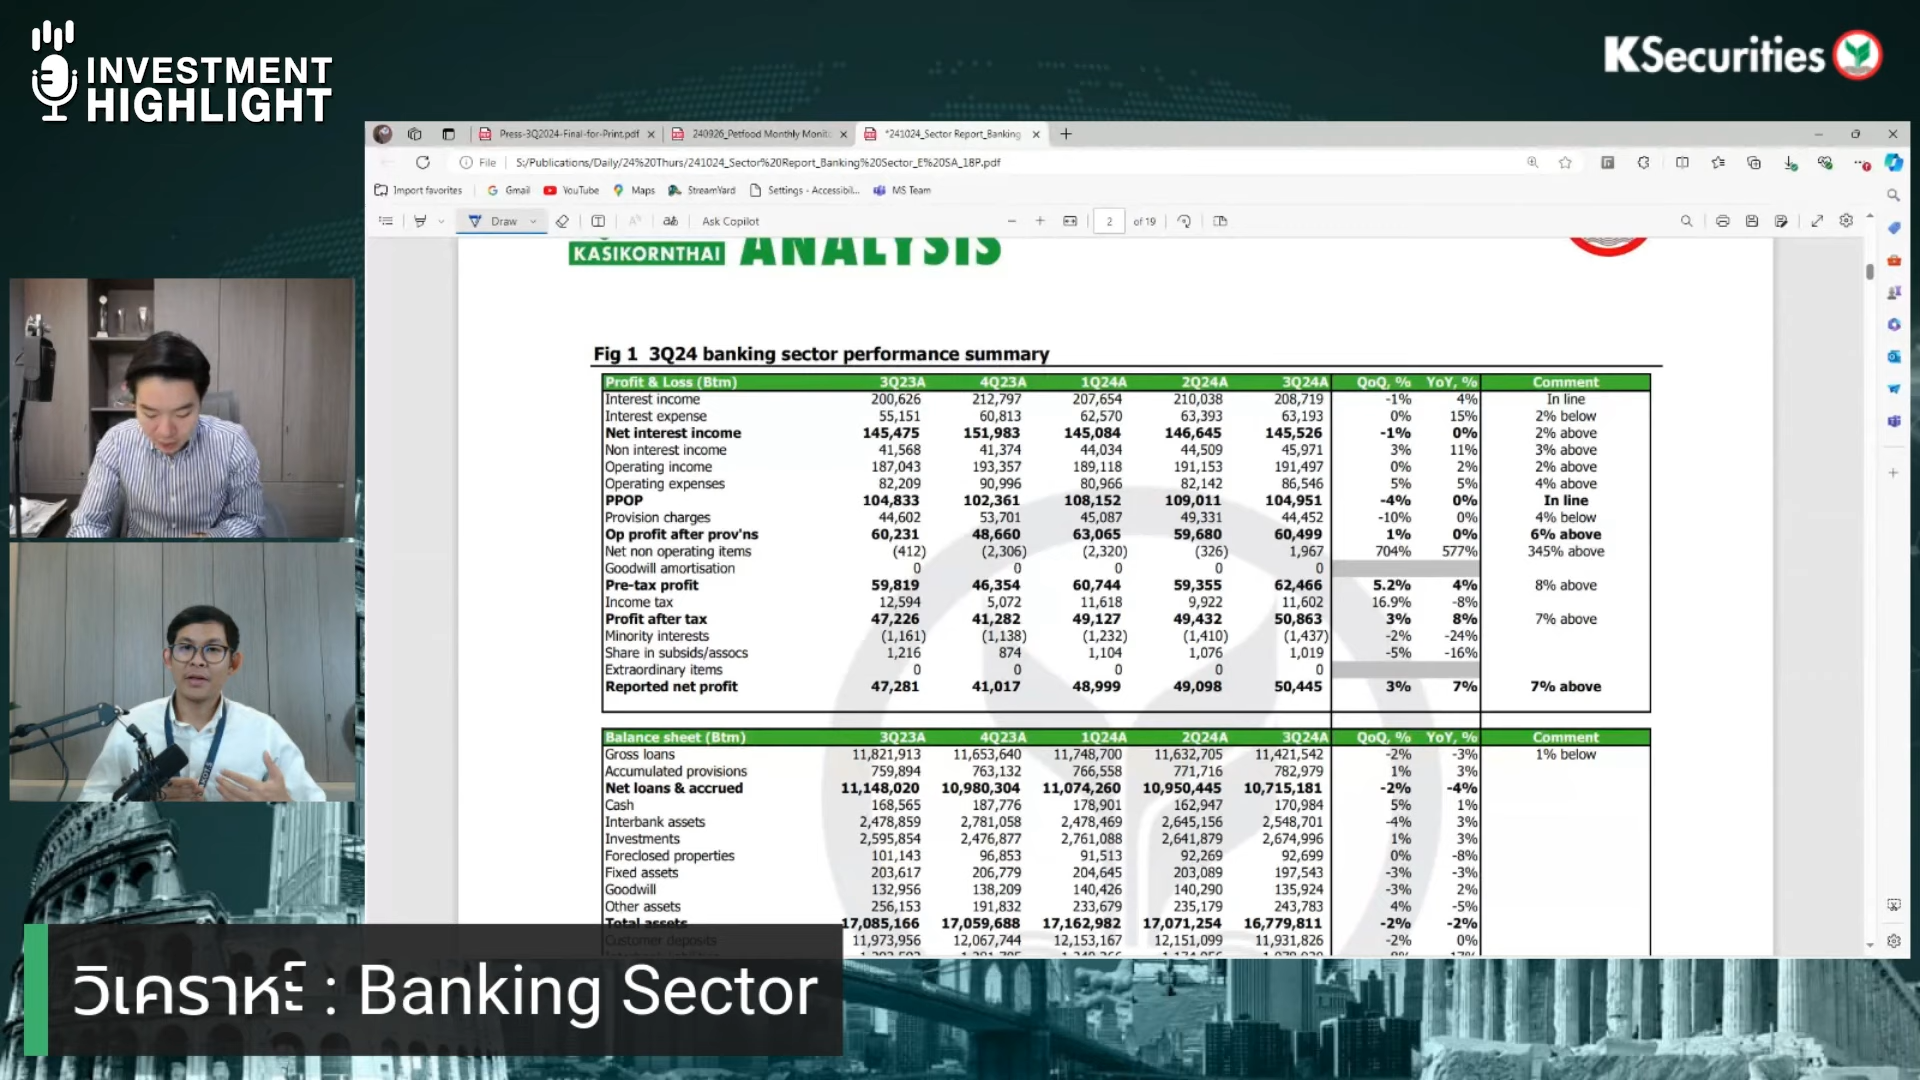 INVESTMENT
HIGHLIGHT
KSecurities
Press-3Q2024-Final-for-Print.pdf
240926_Petfood Monthly Monit
*241024_Sector Report_Banking
File S:/Publications/Daily/24%20Thurs/241024_Sector%20Report_Banking%20Sector_E%20SA_18P.pdf
Import favorites Gmail YouTube Maps StreamYard Settings - Accessibil... MS Team
Draw Ask Copilot 2 of 19
KASIKORNTHAI ANALYSIS
Fig 1 3Q24 banking sector performance summary
Profit & Loss (Btm) 3Q23A 4Q23A 1Q24A 2Q24A 3Q24A QoQ, % YoY, % Comment
Interest income 200,626 212,797 207,654 210,038 208,719 -1% 4% In line
Interest expense 55,151 60,813 62,570 63,393 63,193 0% 15% 2% below
Net interest income 145,475 151,983 145,084 146,645 145,526 -1% 0% 2% above
Non interest income 41,568 41,374 44,034 44,509 45,971 3% 11% 3% above
Operating income 187,043 193,357 189,118 191,153 191,497 0% 2% 2% above
Operating expenses 82,209 90,996 80,966 82,142 86,546 5% 5% 4% above
PPOP 104,833 102,361 108,152 109,011 104,951 -4% 0% In line
Provision charges 44,602 53,701 45,087 49,331 44,452 -10% 0% 4% below
Op profit after prov'ns 60,231 48,660 63,065 59,680 60,499 1% 0% 6% above
Net non operating items (412) (2,306) (2,320) (326) 1,967 704% 577% 345% above
Goodwill amortisation 0 0 0 0 0
Pre-tax profit 59,819 46,354 60,744 59,355 62,466 5.2% 4% 8% above
Income tax 12,594 5,072 11,618 9,922 11,602 16.9% -8%
Profit after tax 47,226 41,282 49,127 49,432 50,863 3% 8% 7% above
Minority interests (1,161) (1,138) (1,232) (1,410) (1,437) -2% -24%
Share in subsids/assocs 1,216 874 1,104 1,076 1,019 -5% -16%
Extraordinary items 0 0 0 0 0
Reported net profit 47,281 41,017 48,999 49,098 50,445 3% 7% 7% above
Balance sheet (Btm) 3Q23A 4Q23A 1Q24A 2Q24A 3Q24A QoQ, % YoY, % Comment
Gross loans 11,821,913 11,653,640 11,748,700 11,632,705 11,421,542 -2% -3% 1% below
Accumulated provisions 759,894 763,132 766,558 771,716 782,979 1% 3%
Net loans & accrued 11,148,020 10,980,304 11,074,260 10,950,445 10,715,181 -2% -4%
Cash 168,565 187,776 178,901 162,947 170,984 5% 1%
Interbank assets 2,478,859 2,781,058 2,478,469 2,645,156 2,548,701 -4% 3%
Investments 2,595,854 2,476,877 2,761,088 2,641,879 2,674,996 1% 3%
Foreclosed properties 101,143 96,853 91,513 92,269 92,699 0% -8%
Fixed assets 203,617 206,779 204,645 203,089 197,543 -3% -3%
Goodwill 132,956 138,209 140,426 140,290 135,924 -3% 2%
Other assets 256,153 191,832 233,679 235,179 243,783 4% -5%
Total assets 17,085,166 17,059,688 17,162,982 17,071,254 16,779,811 -2% -2%
Customer deposits 11,973,956 12,067,744 12,153,167 12,151,099 11,931,826 -2% 0%
วิเคราะห์ : Banking Sector